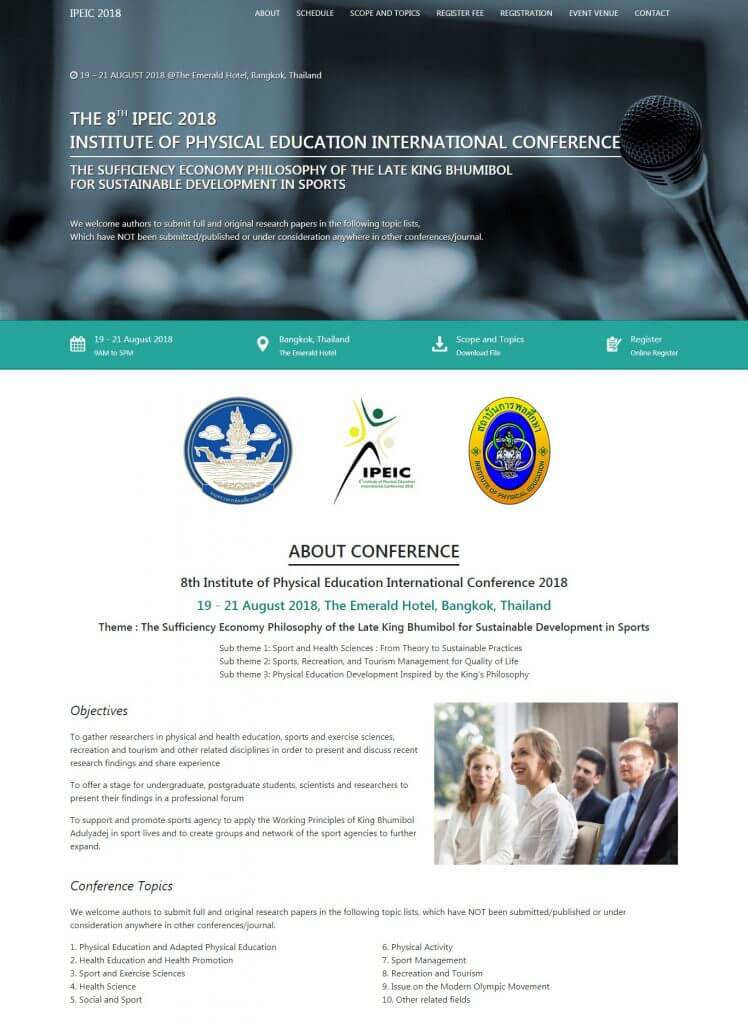 IPEIC 2018
ABOUT SCHEDULE SCOPE AND TOPICS REGISTER FEE REGISTRATION EVENT VENUE CONTACT
19 – 21 AUGUST 2018 @The Emerald Hotel, Bangkok, Thailand
THE 8TH IPEIC 2018
INSTITUTE OF PHYSICAL EDUCATION INTERNATIONAL CONFERENCE
THE SUFFICIENCY ECONOMY PHILOSOPHY OF THE LATE KING BHUMIBOL
FOR SUSTAINABLE DEVELOPMENT IN SPORTS
We welcome authors to submit full and original research papers in the following topic lists,
Which have NOT been submitted/published or under consideration anywhere in other conferences/journal.
19 - 21 August 2018
9AM to 5PM
Bangkok, Thailand
The Emerald Hotel
Scope and Topics
Download File
Register
Online Register
IPEIC
8th Institute of Physical Education
International Conference 2018
สถาบันการพลศึกษา
INSTITUTE OF PHYSICAL EDUCATION
ABOUT CONFERENCE
8th Institute of Physical Education International Conference 2018
19 - 21 August 2018, The Emerald Hotel, Bangkok, Thailand
Theme : The Sufficiency Economy Philosophy of the Late King Bhumibol for Sustainable Development in Sports
Sub theme 1: Sport and Health Sciences : From Theory to Sustainable Practices
Sub theme 2: Sports, Recreation, and Tourism Management for Quality of Life
Sub theme 3: Physical Education Development Inspired by the King's Philosophy
Objectives
To gather researchers in physical and health education, sports and exercise sciences,
recreation and tourism and other related disciplines in order to present and discuss recent
research findings and share experience
To offer a stage for undergraduate, postgraduate students, scientists and researchers to
present their findings in a professional forum
To support and promote sports agency to apply the Working Principles of King Bhumibol
Adulyadej in sport lives and to create groups and network of the sport agencies to further
expand.
Conference Topics
We welcome authors to submit full and original research papers in the following topic lists, which have NOT been submitted/published or under
consideration anywhere in other conferences/journal.
1. Physical Education and Adapted Physical Education
2. Health Education and Health Promotion
3. Sport and Exercise Sciences
4. Health Science
5. Social and Sport
6. Physical Activity
7. Sport Management
8. Recreation and Tourism
9. Issue on the Modern Olympic Movement
10. Other related fields